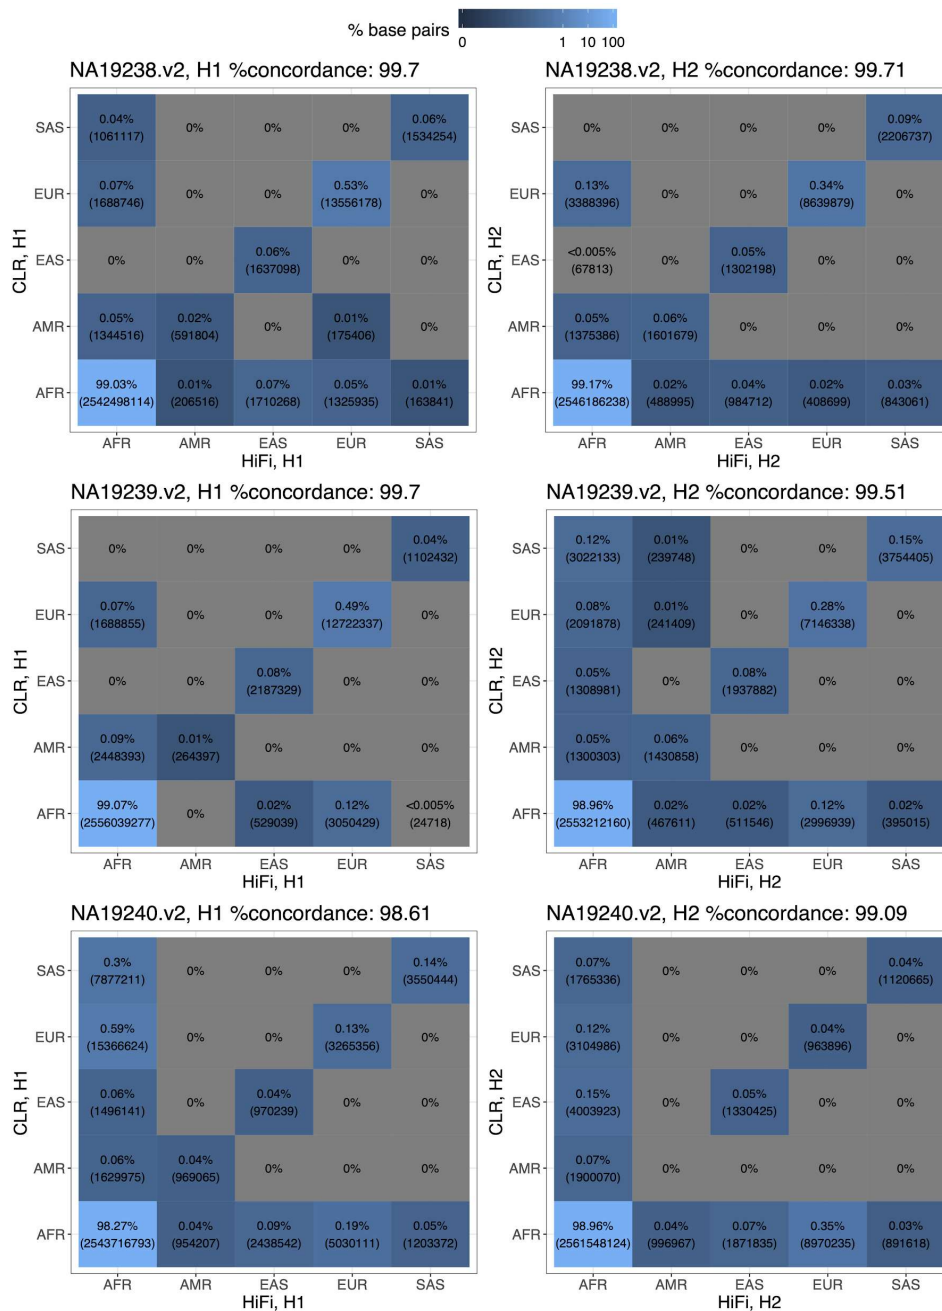 % base pairs
0 1 10 100
NA19238.v2, H1 %concordance: 99.7
CLR, H1
SAS
0.04% 0% 0% 0% 0.06%
(1061117) (1534254)
EUR
0.07% 0% 0% 0.53% 0%
(1688746) (13556178)
EAS
0% 0% 0.06% 0% 0%
(1637098)
AMR
0.05% 0.02% 0% 0.01% 0%
(1344516) (591804) (175406)
AFR
99.03% 0.01% 0.07% 0.05% 0.01%
(2542498114) (206516) (1710268) (1325935) (163841)
AFR AMR EAS EUR SAS
HiFi, H1
NA19238.v2, H2 %concordance: 99.71
CLR, H2
SAS
0% 0% 0% 0% 0.09%
(2206737)
EUR
0.13% 0% 0% 0.34% 0%
(3388396) (8639879)
EAS
<0.005% 0% 0.05% 0% 0%
(67813) (1302198)
AMR
0.05% 0.06% 0% 0% 0%
(1375386) (1601679)
AFR
99.17% 0.02% 0.04% 0.02% 0.03%
(2546186238) (488995) (984712) (408699) (843061)
AFR AMR EAS EUR SAS
HiFi, H2
NA19239.v2, H1 %concordance: 99.7
CLR, H1
SAS
0% 0% 0% 0% 0.04%
(1102432)
EUR
0.07% 0% 0% 0.49% 0%
(1688855) (12722337)
EAS
0% 0% 0.08% 0% 0%
(2187329)
AMR
0.09% 0.01% 0% 0% 0%
(2448393) (264397)
AFR
99.07% 0% 0.02% 0.12% <0.005%
(2556039277) (529039) (3050429) (24718)
AFR AMR EAS EUR SAS
HiFi, H1
NA19239.v2, H2 %concordance: 99.51
CLR, H2
SAS
0.12% 0.01% 0% 0% 0.15%
(3022133) (239748) (3754405)
EUR
0.08% 0.01% 0% 0.28% 0%
(2091878) (241409) (7146338)
EAS
0.05% 0% 0.08% 0% 0%
(1308981) (1937882)
AMR
0.05% 0.06% 0% 0% 0%
(1300303) (1430858)
AFR
98.96% 0.02% 0.02% 0.12% 0.02%
(2553212160) (467611) (511546) (2996939) (395015)
AFR AMR EAS EUR SAS
HiFi, H2
NA19240.v2, H1 %concordance: 98.61
CLR, H1
SAS
0.3% 0% 0% 0% 0.14%
(7877211) (3550444)
EUR
0.59% 0% 0% 0.13% 0%
(15366624) (3265356)
EAS
0.06% 0% 0.04% 0% 0%
(1496141) (970239)
AMR
0.06% 0.04% 0% 0% 0%
(1629975) (969065)
AFR
98.27% 0.04% 0.09% 0.19% 0.05%
(2543716793) (954207) (2438542) (5030111) (1203372)
AFR AMR EAS EUR SAS
HiFi, H1
NA19240.v2, H2 %concordance: 99.09
CLR, H2
SAS
0.07% 0% 0% 0% 0.04%
(1765336) (1120665)
EUR
0.12% 0% 0% 0.04% 0%
(3104986) (963896)
EAS
0.15% 0% 0.05% 0% 0%
(4003923) (1330425)
AMR
0.07% 0% 0% 0% 0%
(1900070)
AFR
98.96% 0.04% 0.07% 0.35% 0.03%
(2561548124) (996967) (1871835) (8970235) (891618)
AFR AMR EAS EUR SAS
HiFi, H2